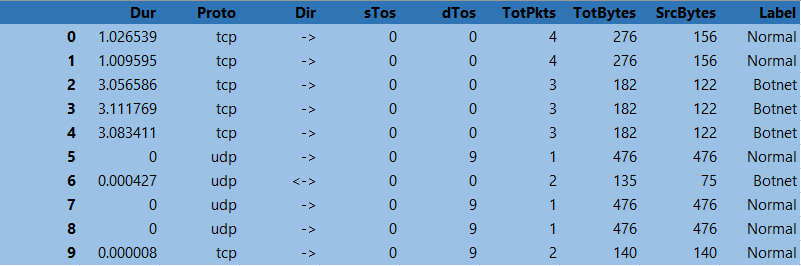 Dur Proto Dir sTos dTos TotPkts TotBytes SrcBytes Label
0 1.026539 tcp -> 0 0 4 276 156 Normal
1 1.009595 tcp -> 0 0 4 276 156 Normal
2 3.056586 tcp -> 0 0 3 182 122 Botnet
3 3.111769 tcp -> 0 0 3 182 122 Botnet
4 3.083411 tcp -> 0 0 3 182 122 Botnet
5 0 udp -> 0 9 1 476 476 Normal
6 0.000427 udp <-> 0 0 2 135 75 Botnet
7 0 udp -> 0 9 1 476 476 Normal
8 0 udp -> 0 9 1 476 476 Normal
9 0.000008 tcp -> 0 9 2 140 140 Normal